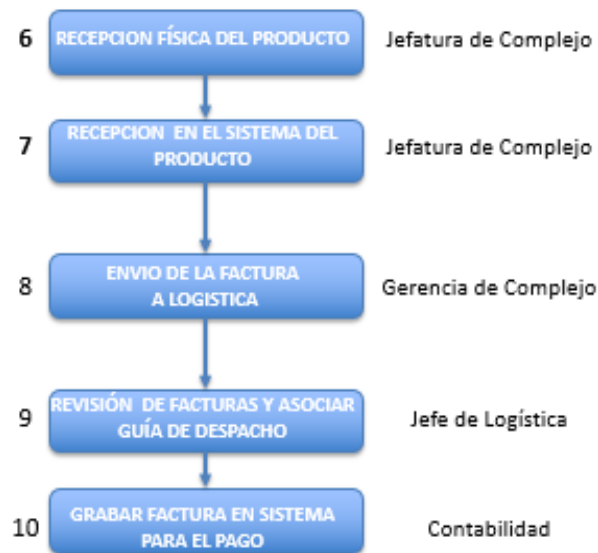 6 RECEPCION FÍSICA DEL PRODUCTO Jefatura de Complejo
7 RECEPCION EN EL SISTEMA DEL
PRODUCTO Jefatura de Complejo
8 ENVIO DE LA FACTURA
A LOGISTICA Gerencia de Complejo
9 REVISIÓN DE FACTURAS Y ASOCIAR
GUÍA DE DESPACHO Jefe de Logística
10 GRABAR FACTURA EN SISTEMA
PARA EL PAGO Contabilidad